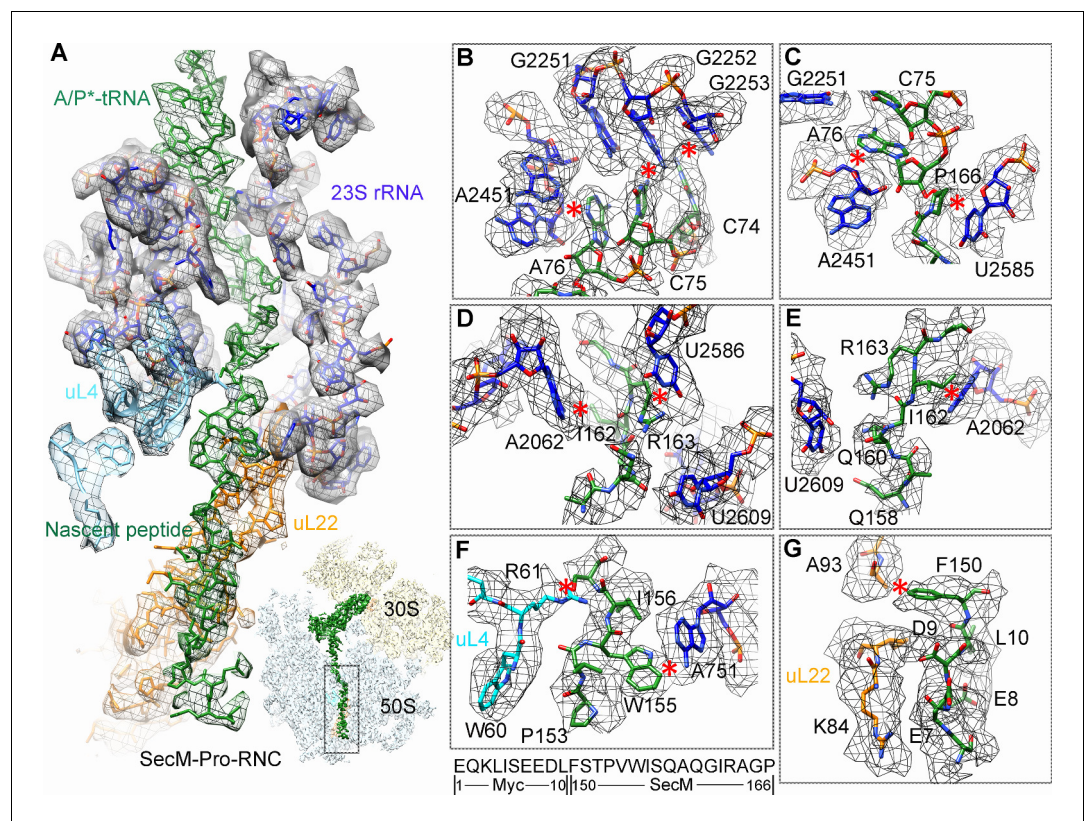 A
A/P*-tRNA
23S rRNA
uL4
Nascent peptide
uL22
30S
50S
SecM-Pro-RNC
B
G2251
G2252
G2253
A2451
*
*
*
C74
A76
C75
C
G2251
C75
A76
*
P166
*
A2451
U2585
D
U2586
*
*
A2062
I162
R163
U2609
E
R163
*
I162
A2062
Q160
U2609
Q158
F
R61
*
I156
uL4
*
A751
W155
W60
P153
G
A93
F150
*
D9
L10
uL22
E8
K84
E7
EQKLISEEDLFSTPVWISQAQGIRAGP
1 Myc 10 150 SecM 166